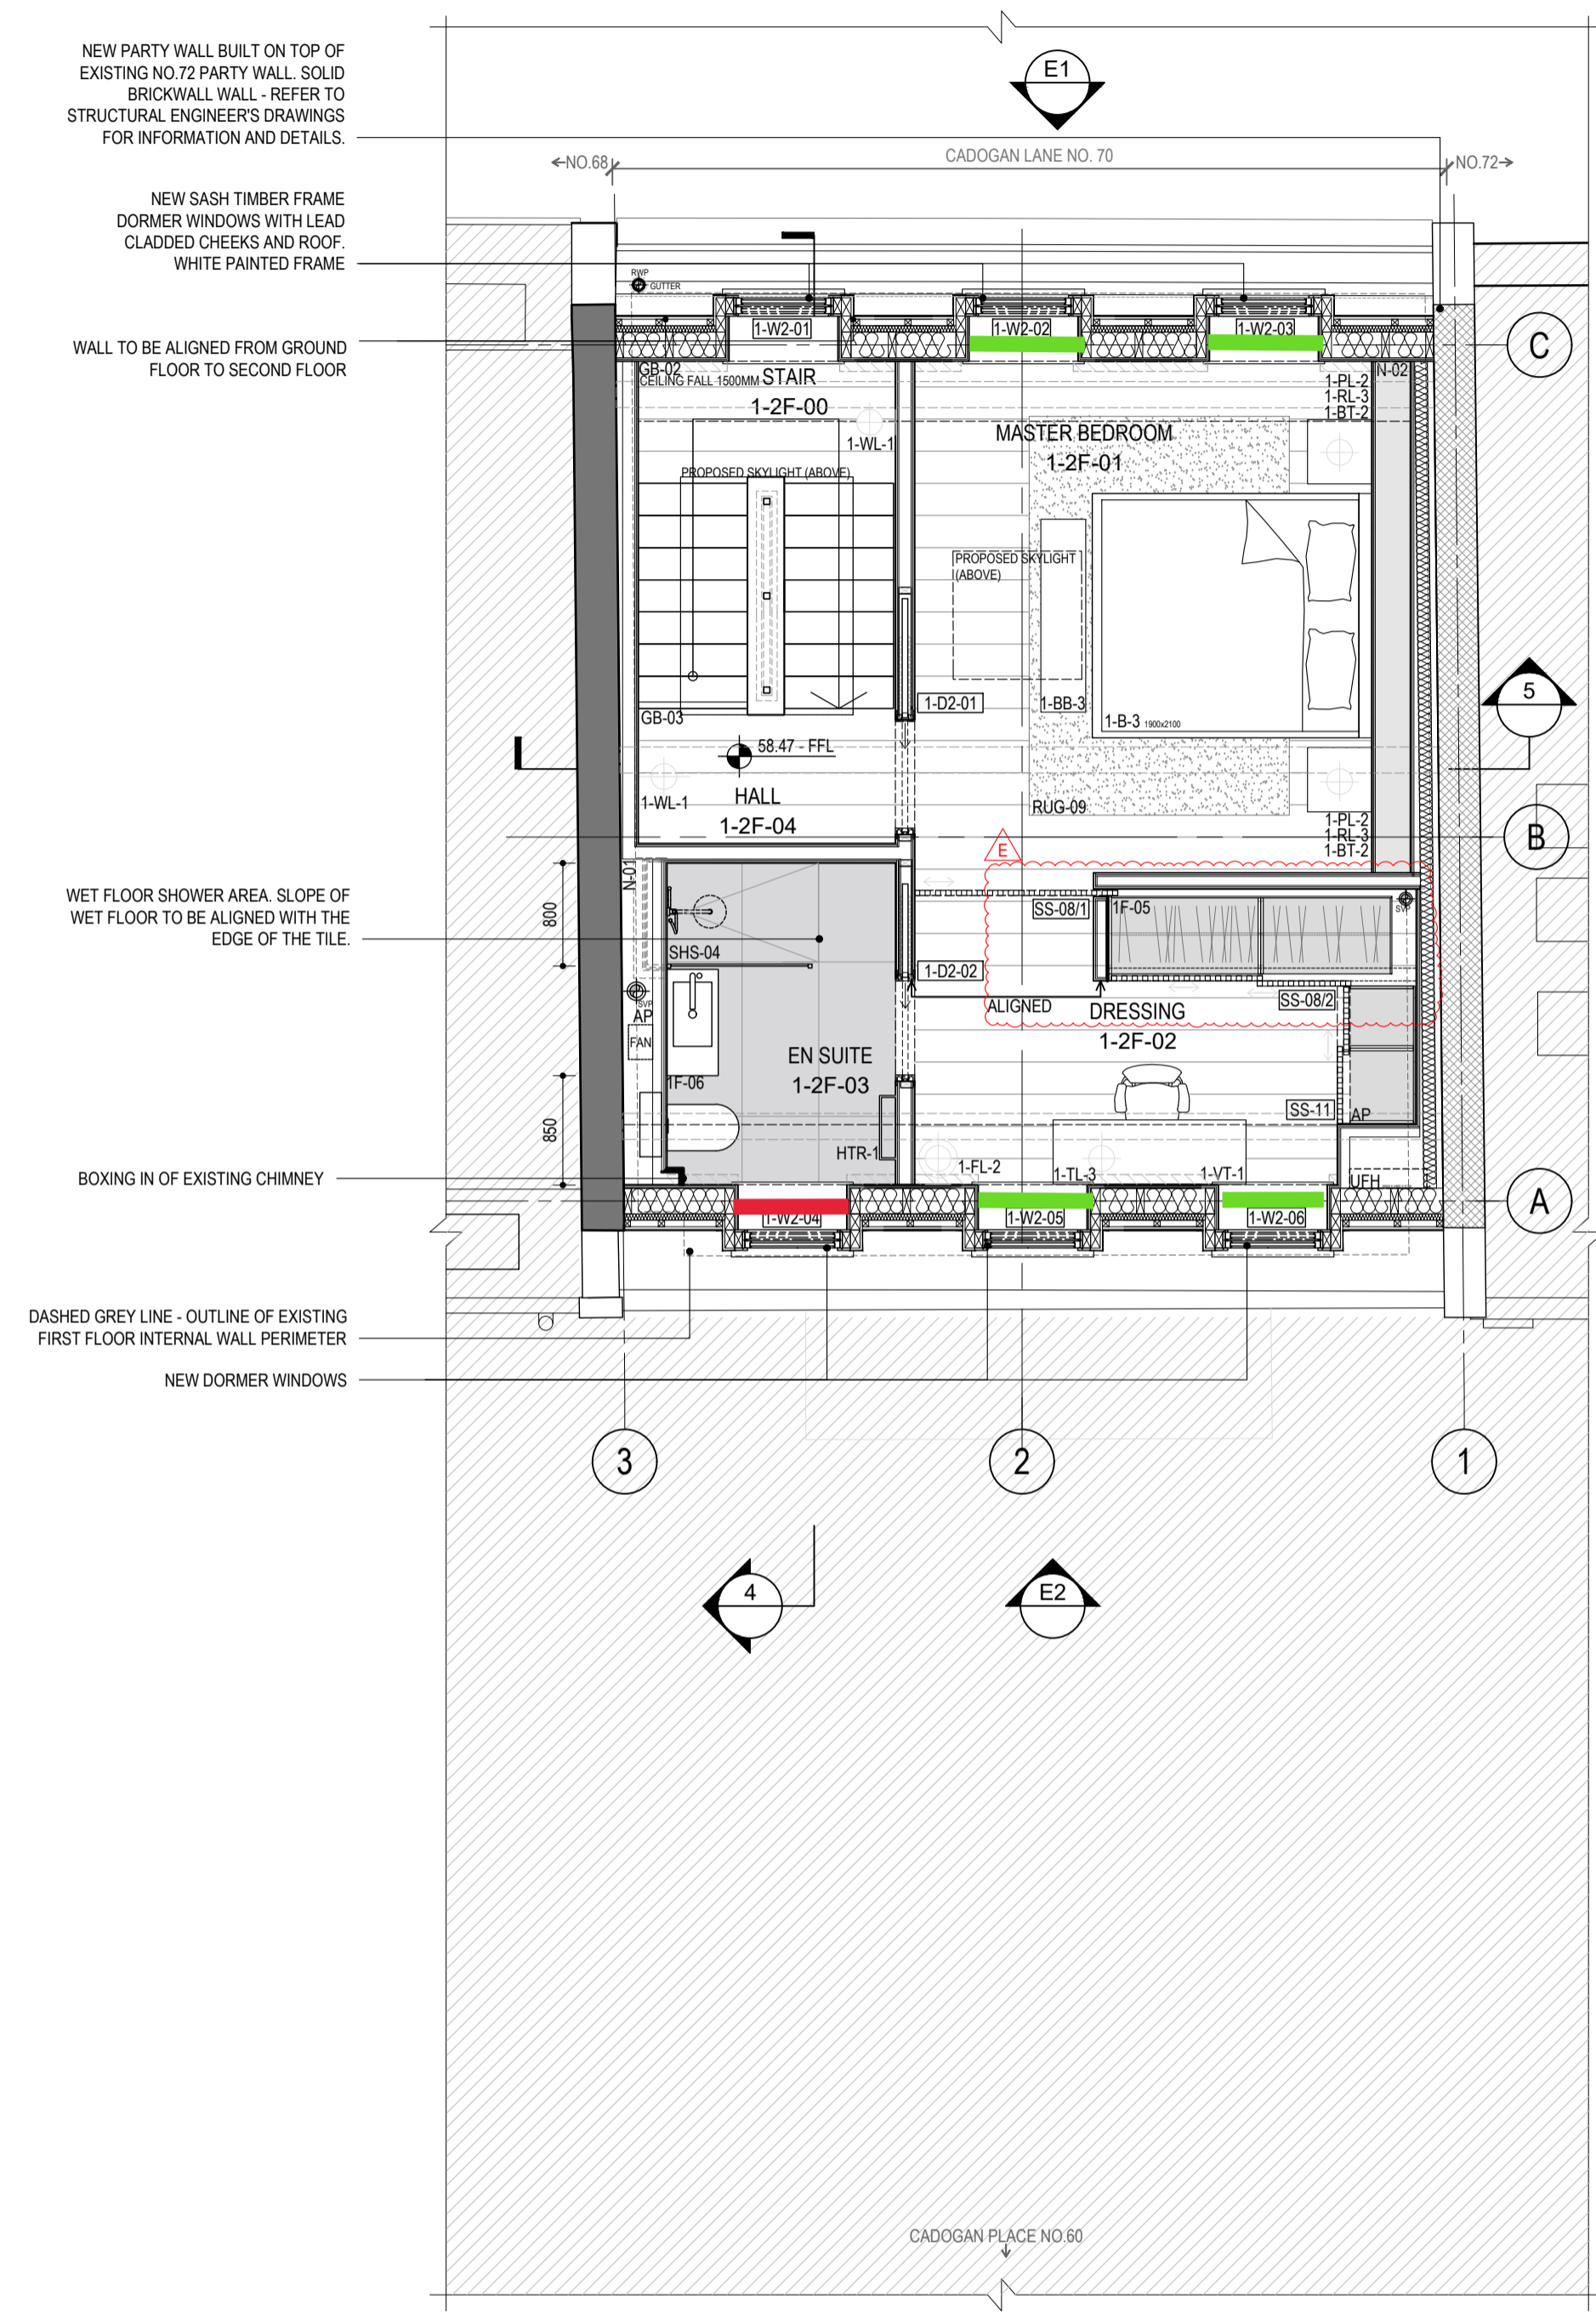 NEW PARTY WALL BUILT ON TOP OF
EXISTING NO.72 PARTY WALL. SOLID
BRICKWALL WALL - REFER TO
STRUCTURAL ENGINEER'S DRAWINGS
FOR INFORMATION AND DETAILS.
E1
←NO.68
CADOGAN LANE NO. 70
NO.72→
NEW SASH TIMBER FRAME
DORMER WINDOWS WITH LEAD
CLADDED CHEEKS AND ROOF.
WHITE PAINTED FRAME
RWP
GUTTER
1-W2-01
1-W2-02
1-W2-03
WALL TO BE ALIGNED FROM GROUND
FLOOR TO SECOND FLOOR
C
GB-02
CEILING FALL 1500MM
STAIR
1-2F-00
1-WL-1
1-PL-2
1-RL-3
1-BT-2
N-02
MASTER BEDROOM
1-2F-01
PROPOSED SKYLIGHT (ABOVE)
PROPOSED SKYLIGHT
(ABOVE)
GB-03
1-D2-01
1-BB-3
1-B-3 1900x2100
5
58.47 - FFL
1-WL-1
HALL
1-2F-04
RUG-09
1-PL-2
1-RL-3
1-BT-2
B
E
N-01
800
WET FLOOR SHOWER AREA. SLOPE OF
WET FLOOR TO BE ALIGNED WITH THE
EDGE OF THE TILE.
SHS-04
SS-08/1
1F-05
SVP
1-D2-02
SVP
AP
FAN
ALIGNED
DRESSING
1-2F-02
SS-08/2
EN SUITE
1-2F-03
1F-06
850
HTR-1
SS-11
AP
1-FL-2
1-TL-3
1-VT-1
UFH
BOXING IN OF EXISTING CHIMNEY
A
1-W2-04
1-W2-05
1-W2-06
DASHED GREY LINE - OUTLINE OF EXISTING
FIRST FLOOR INTERNAL WALL PERIMETER
NEW DORMER WINDOWS
3
2
1
4
E2
CADOGAN PLACE NO.60
↓